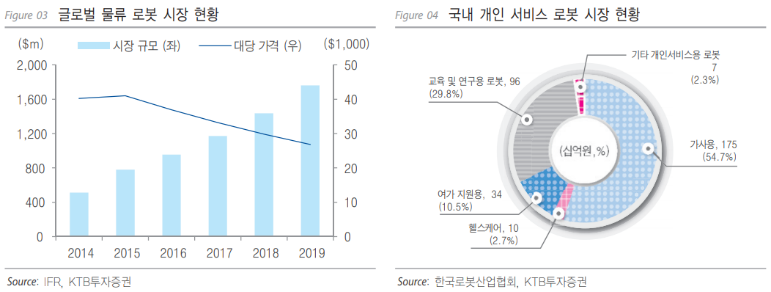 Figure 03 글로벌 물류 로봇 시장 현황
($m) 시장 규모 (좌) 대당 가격 (우) ($1,000)
2,000 50
1,600 40
1,200 30
800 20
400 10
0 0
2014 2015 2016 2017 2018 2019
Source: IFR, KTB투자증권
Figure 04 국내 개인 서비스 로봇 시장 현황
기타 개인서비스용 로봇
7
(2.3%)
교육 및 연구용 로봇, 96
(29.8%)
가사용, 175
(54.7%)
(십억원, %)
여가 지원용, 34
(10.5%)
헬스케어, 10
(2.7%)
Source: 한국로봇산업협회, KTB투자증권